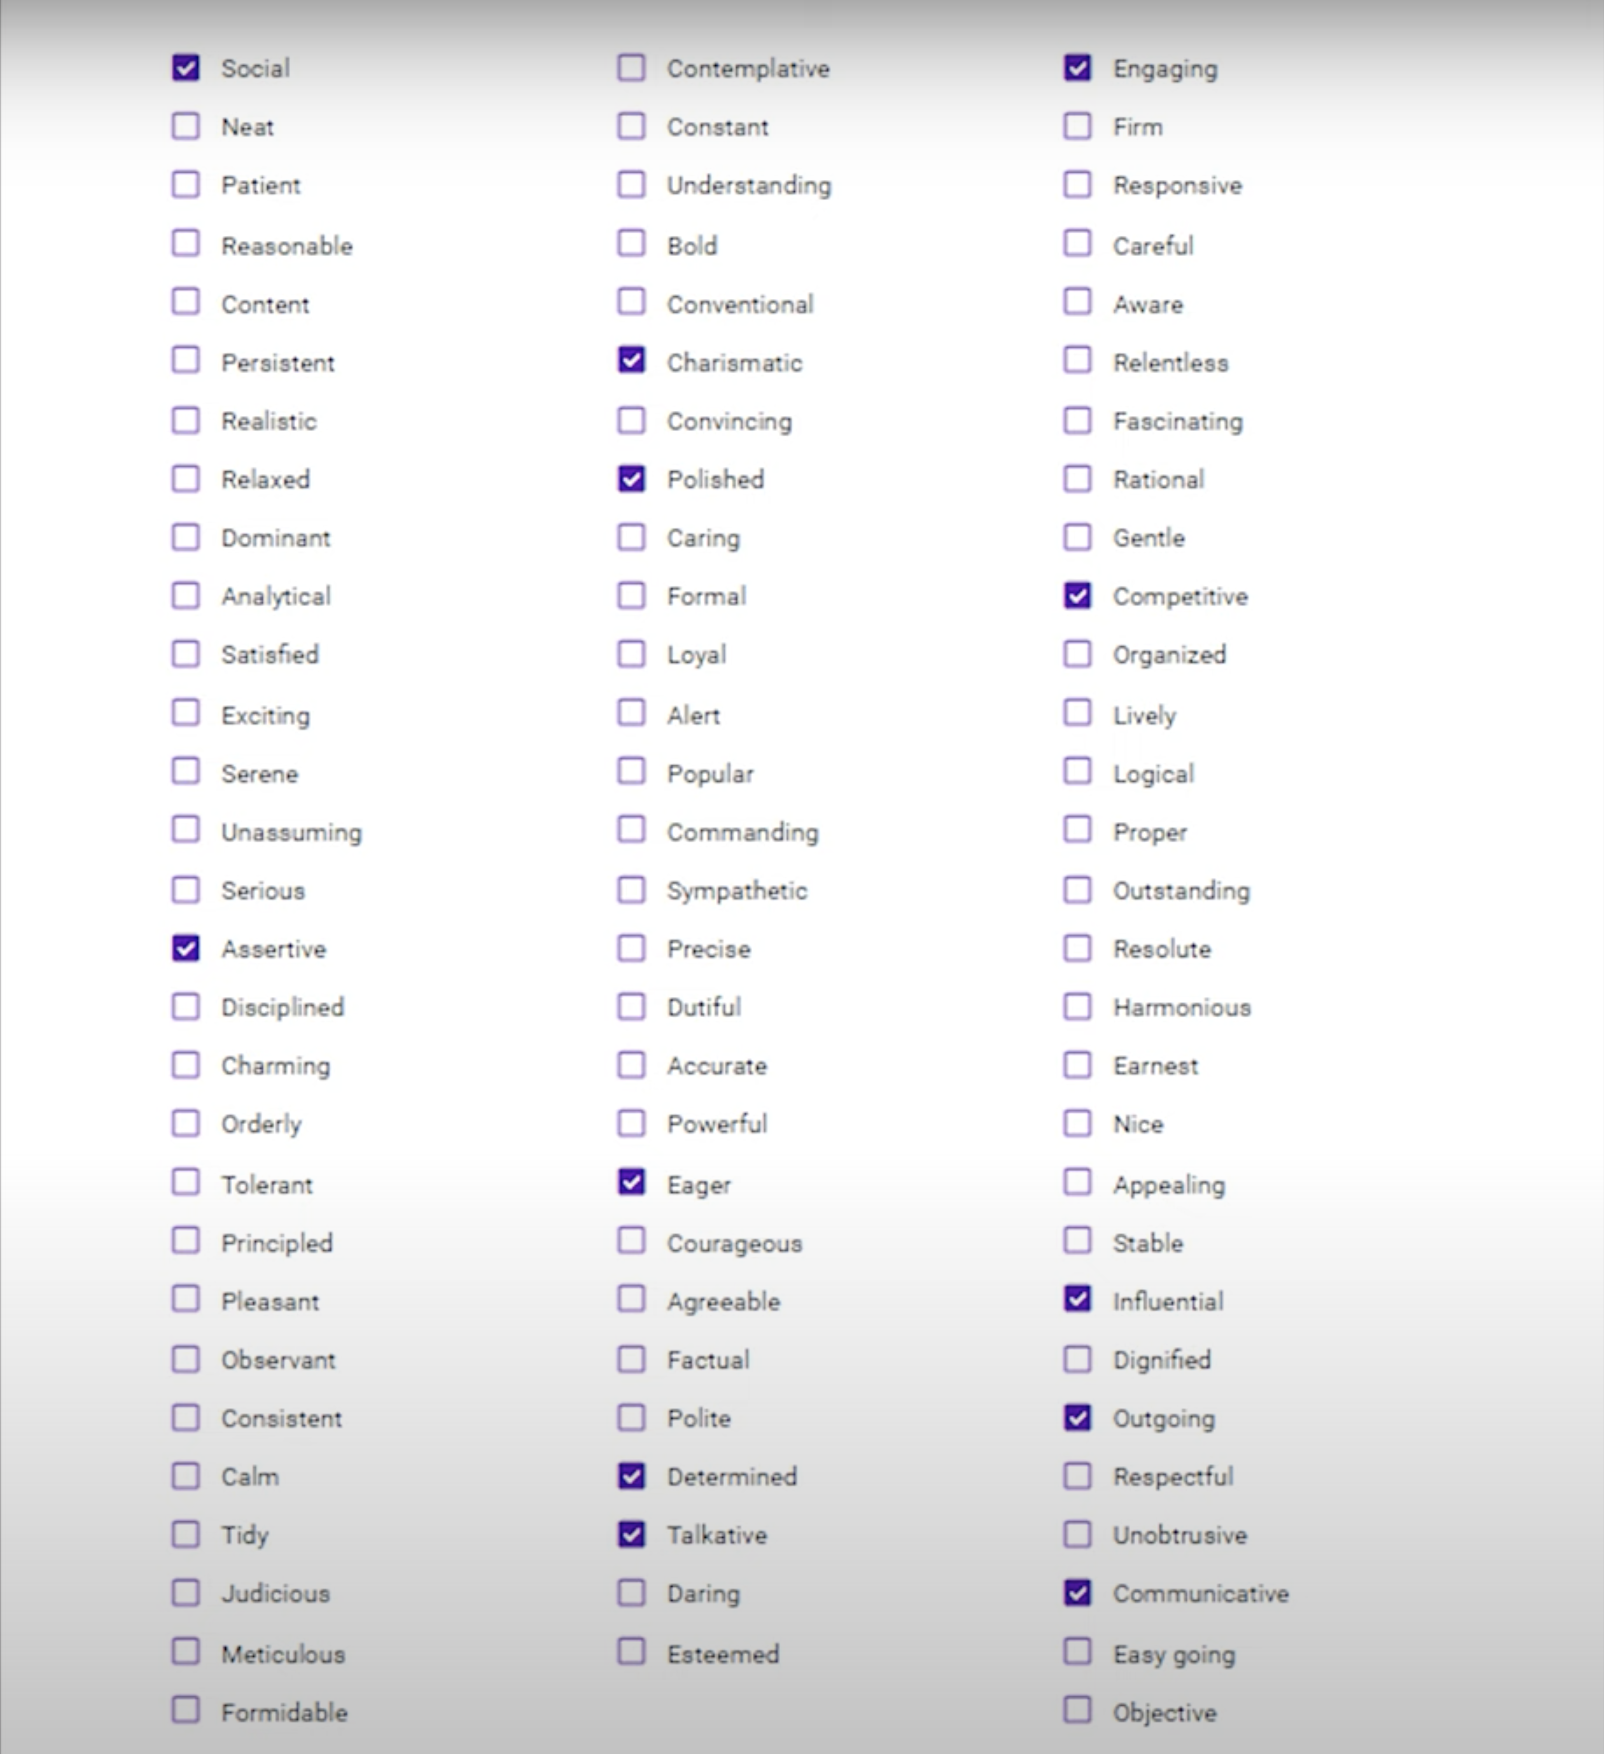 Social
Neat
Patient
Reasonable
Content
Persistent
Realistic
Relaxed
Dominant
Analytical
Satisfied
Exciting
Serene
Unassuming
Serious
Assertive
Disciplined
Charming
Orderly
Tolerant
Principled
Pleasant
Observant
Consistent
Calm
Tidy
Judicious
Meticulous
Formidable
Contemplative
Constant
Understanding
Bold
Conventional
Charismatic
Convincing
Polished
Caring
Formal
Loyal
Alert
Popular
Commanding
Sympathetic
Precise
Dutiful
Accurate
Powerful
Eager
Courageous
Agreeable
Factual
Polite
Determined
Talkative
Daring
Esteemed
Engaging
Firm
Responsive
Careful
Aware
Relentless
Fascinating
Rational
Gentle
Competitive
Organized
Lively
Logical
Proper
Outstanding
Resolute
Harmonious
Earnest
Nice
Appealing
Stable
Influential
Dignified
Outgoing
Respectful
Unobtrusive
Communicative
Easy going
Objective